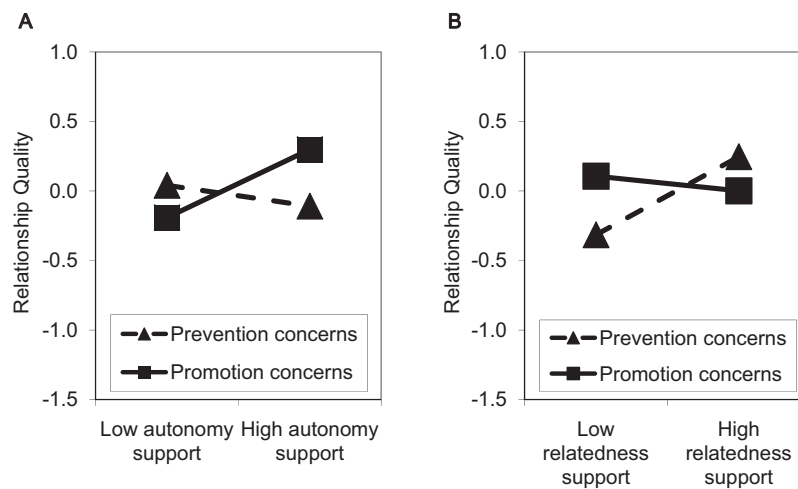 A
1.0
0.5
0.0
-0.5
-1.0
-1.5
Relationship Quality
Prevention concerns
Promotion concerns
Low autonomy
support
High autonomy
support
B
1.0
0.5
0.0
-0.5
-1.0
-1.5
Relationship Quality
Prevention concerns
Promotion concerns
Low
relatedness
support
High
relatedness
support